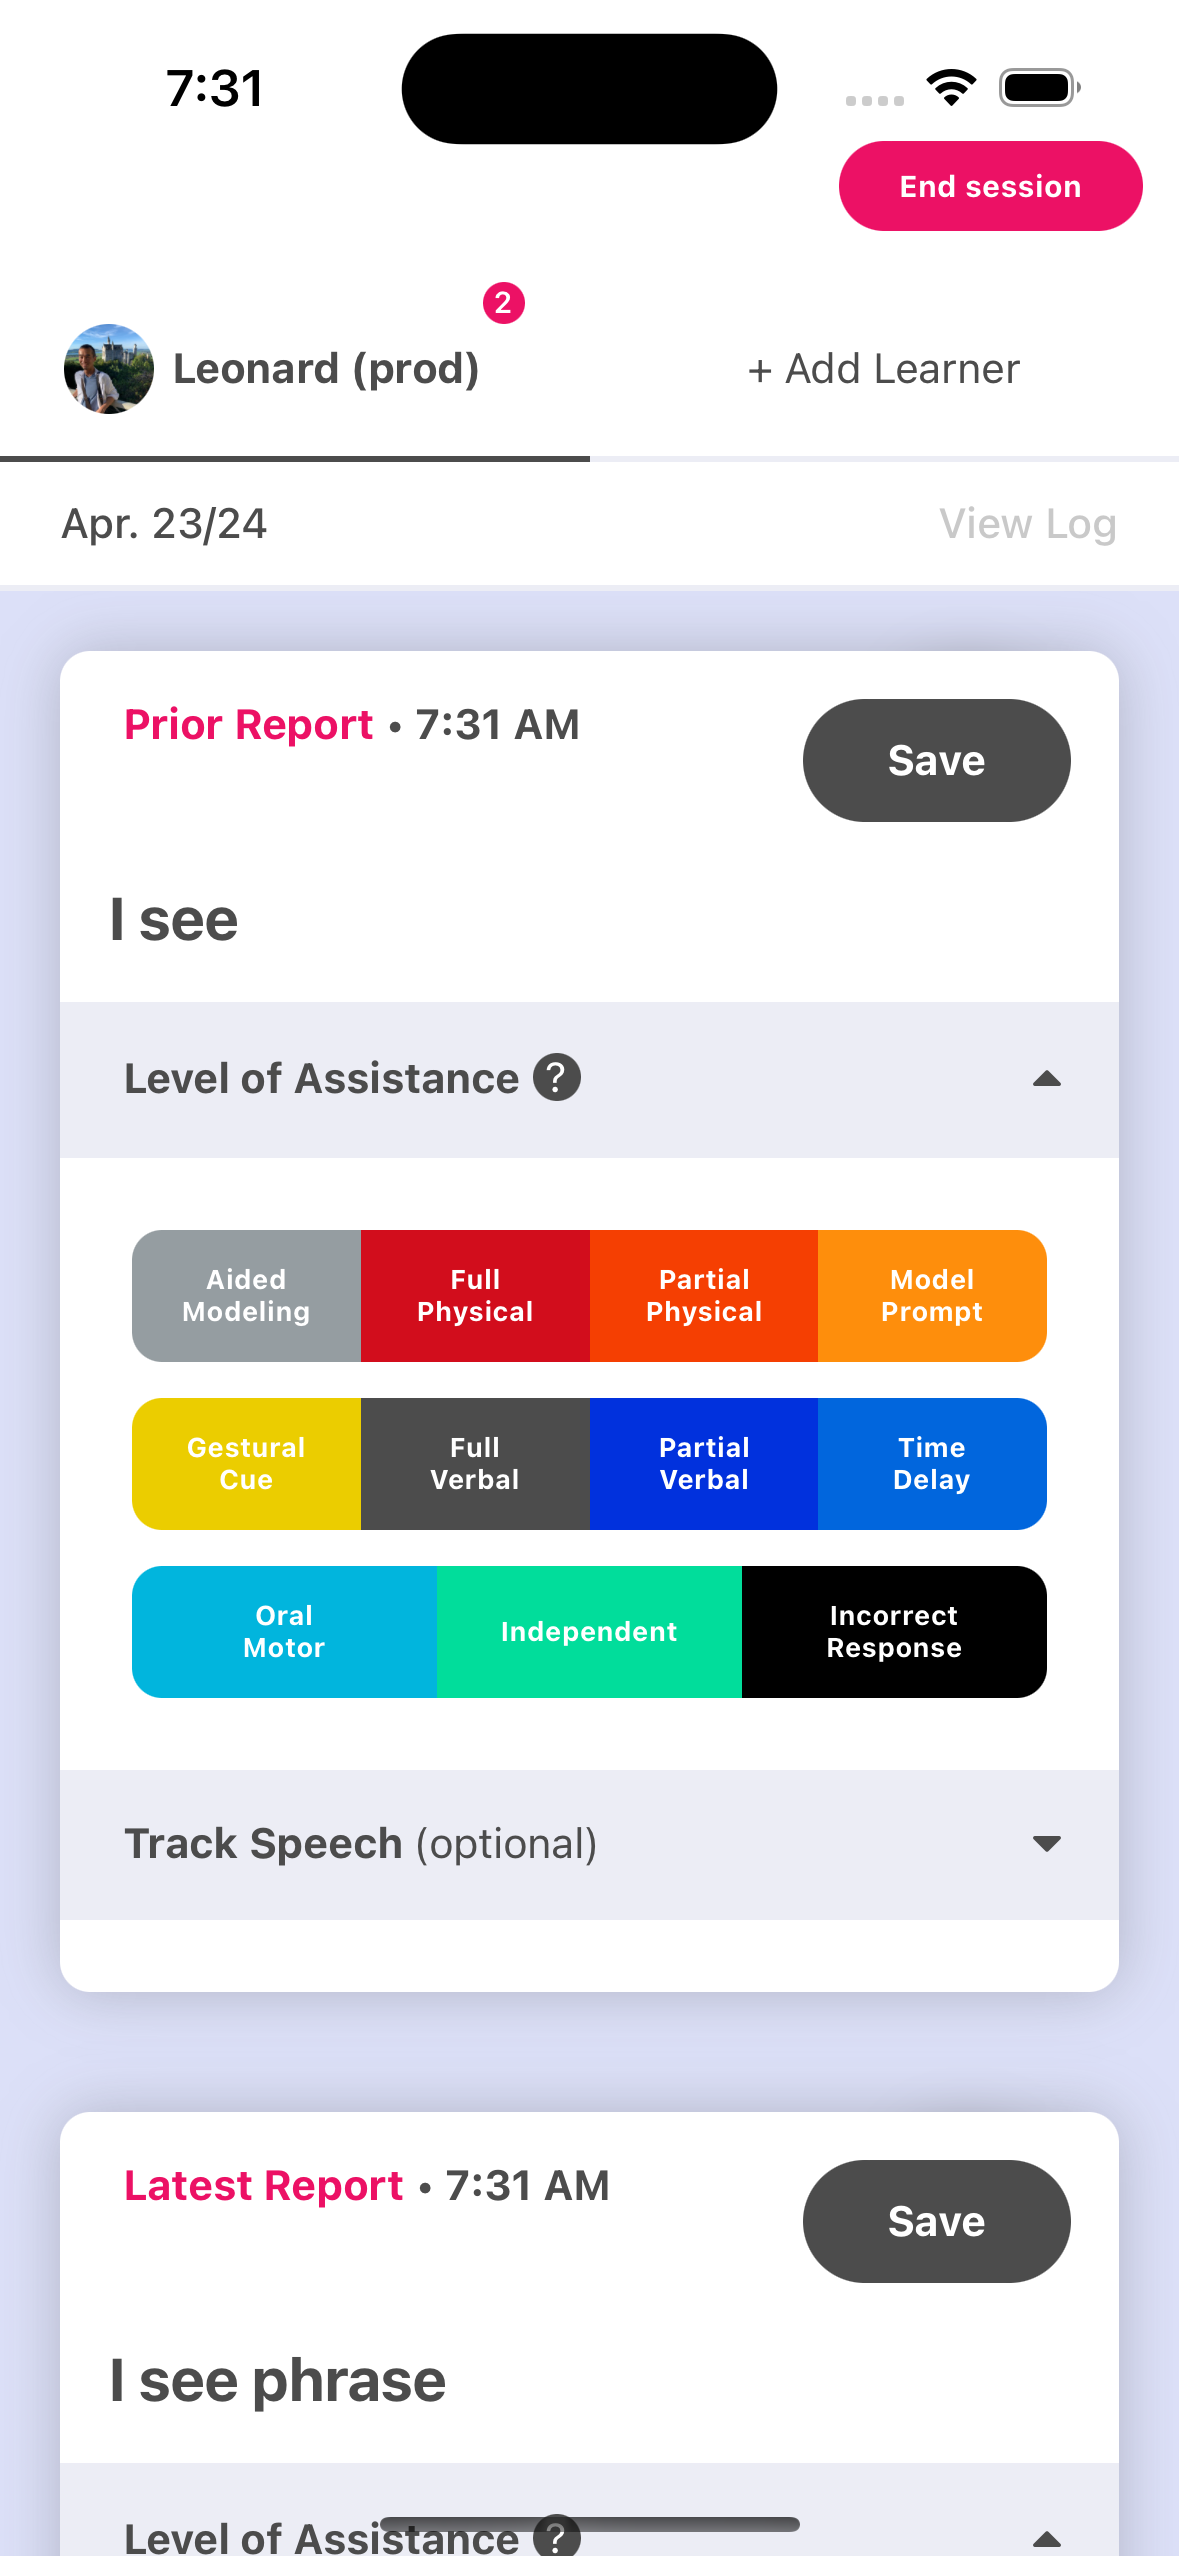 7:31
End session
2
Leonard (prod)
+ Add Learner
Apr. 23/24
View Log
Prior Report • 7:31 AM
Save
I see
Level of Assistance ?
Aided
Modeling
Full
Physical
Partial
Physical
Model
Prompt
Gestural
Cue
Full
Verbal
Partial
Verbal
Time
Delay
Oral
Motor
Independent
Incorrect
Response
Track Speech (optional)
Latest Report • 7:31 AM
Save
I see phrase
Level of Assistance ?